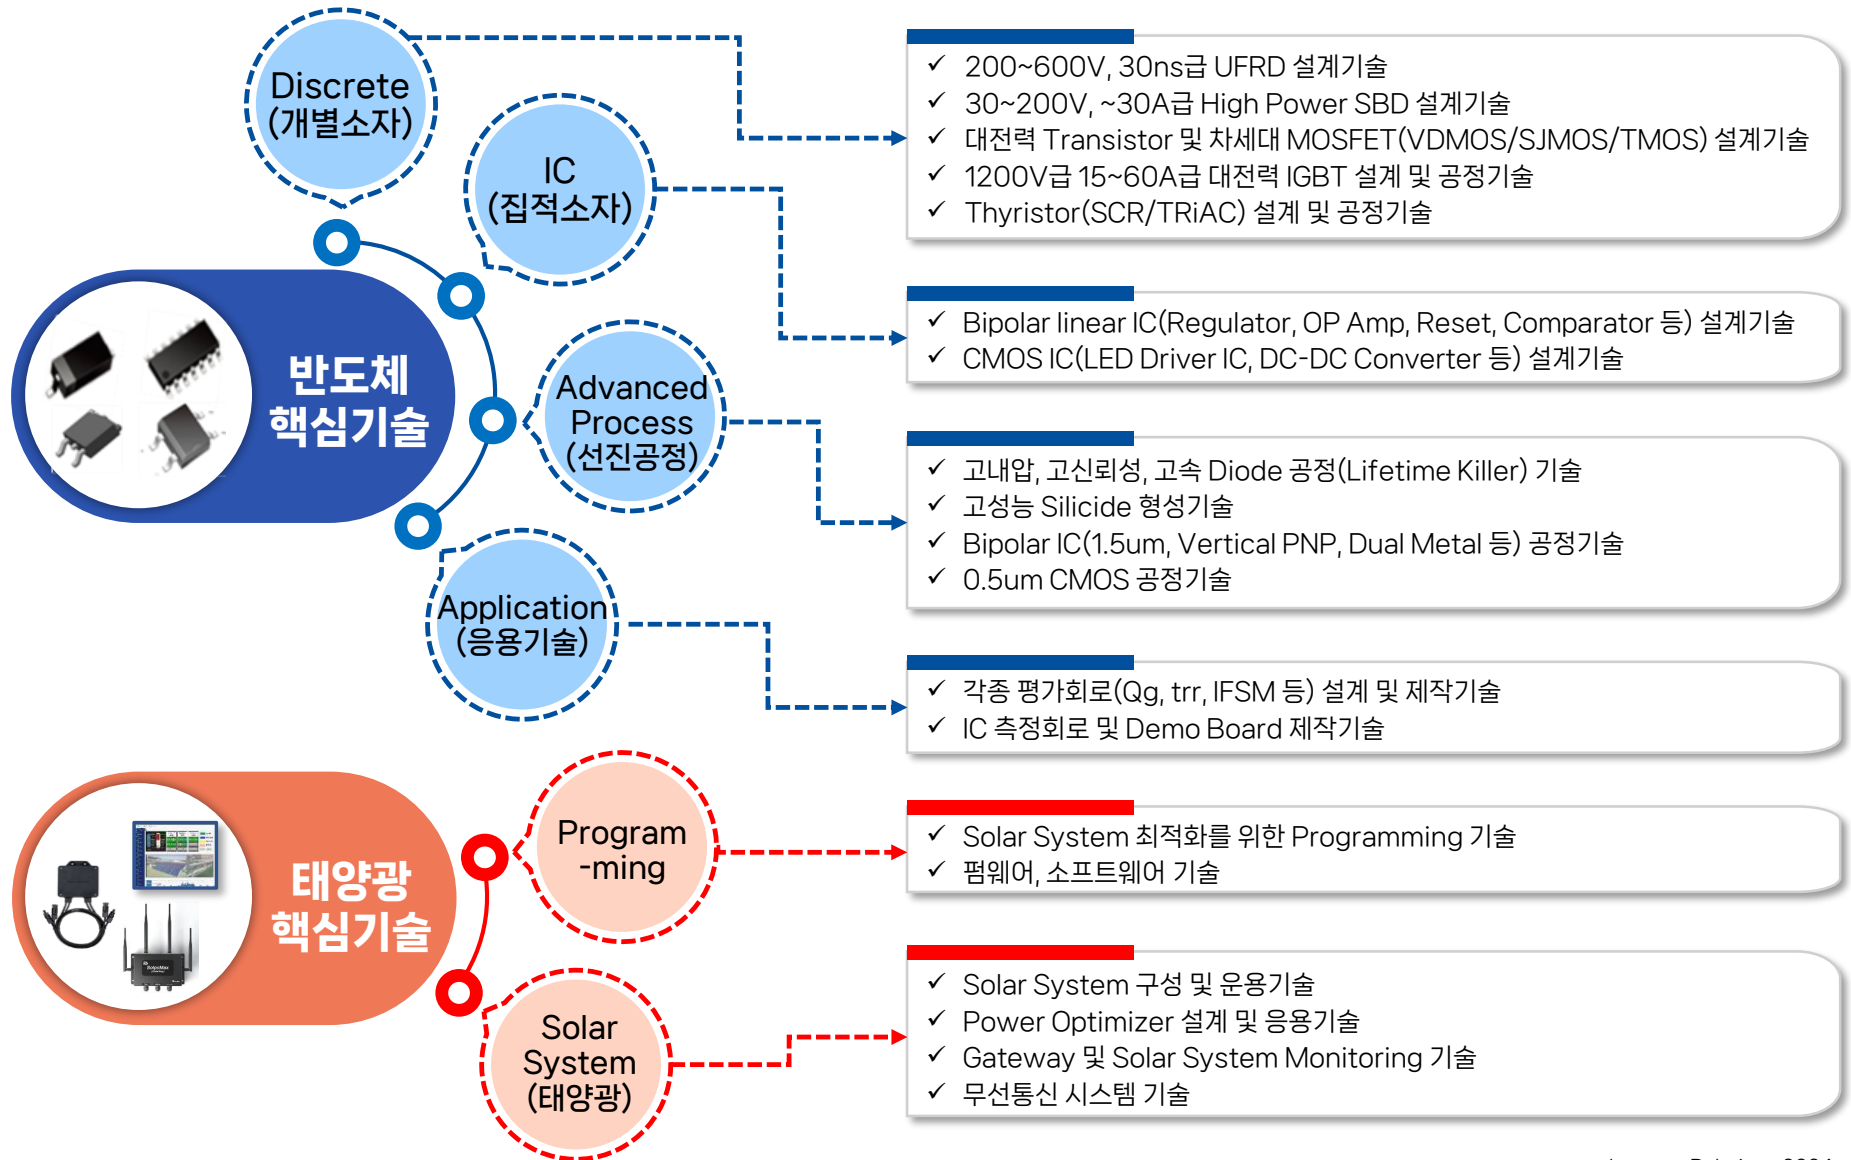 Discrete
(개별소자)
200~600V, 30ns급 UFRD 설계기술
30~200V, ~30A급 High Power SBD 설계기술
대전력 Transistor 및 차세대 MOSFET(VDMOS/SJMOS/TMOS) 설계기술
1200V급 15~60A급 대전력 IGBT 설계 및 공정기술
Thyristor(SCR/TRiAC) 설계 및 공정기술
IC
(집적소자)
Bipolar linear IC(Regulator, OP Amp, Reset, Comparator 등) 설계기술
CMOS IC(LED Driver IC, DC-DC Converter 등) 설계기술
반도체
핵심기술
Advanced
Process
(선진공정)
고내압, 고신뢰성, 고속 Diode 공정(Lifetime Killer) 기술
고성능 Silicide 형성기술
Bipolar IC(1.5um, Vertical PNP, Dual Metal 등) 공정기술
0.5um CMOS 공정기술
Application
(응용기술)
각종 평가회로(Qg, trr, IFSM 등) 설계 및 제작기술
IC 측정회로 및 Demo Board 제작기술
태양광
핵심기술
Program
-ming
Solar System 최적화를 위한 Programming 기술
펌웨어, 소프트웨어 기술
Solar
System
(태양광)
Solar System 구성 및 운용기술
Power Optimizer 설계 및 응용기술
Gateway 및 Solar System Monitoring 기술
무선통신 시스템 기술